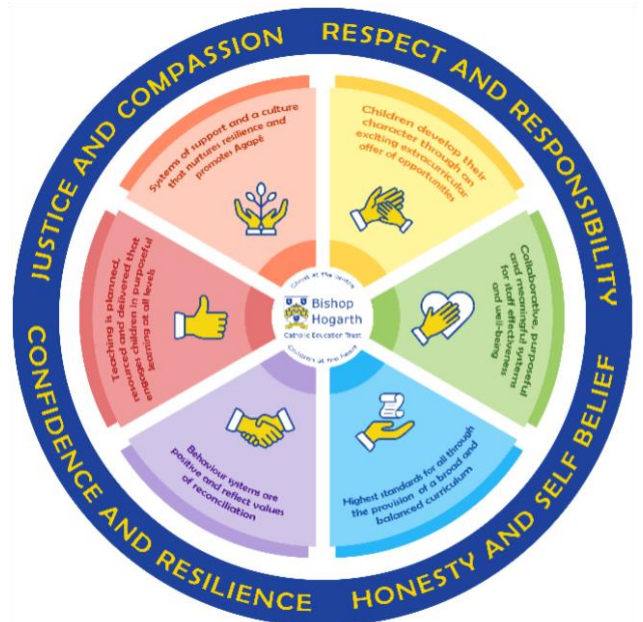 JUSTICE AND COMPASSION
RESPECT AND RESPONSIBILITY
HONESTY AND SELF BELIEF
CONFIDENCE AND RESILIENCE
Systems of support and a culture
that nurtures resilience and
promotes Agapé
Children develop their
character through an
exciting extracurricular
offer of opportunities
Collaborative, purposeful
and meaningful systems
for staff effectiveness
and well-being
Highest standards for all through
the provision of a broad and
balanced curriculum
Behaviour systems are
positive and reflect values
of reconciliation
Teaching is planned,
resourced and delivered that
engages children in purposeful
learning at all levels
Christ at the centre
Bishop
Hogarth
Catholic Education Trust
Children at the heart